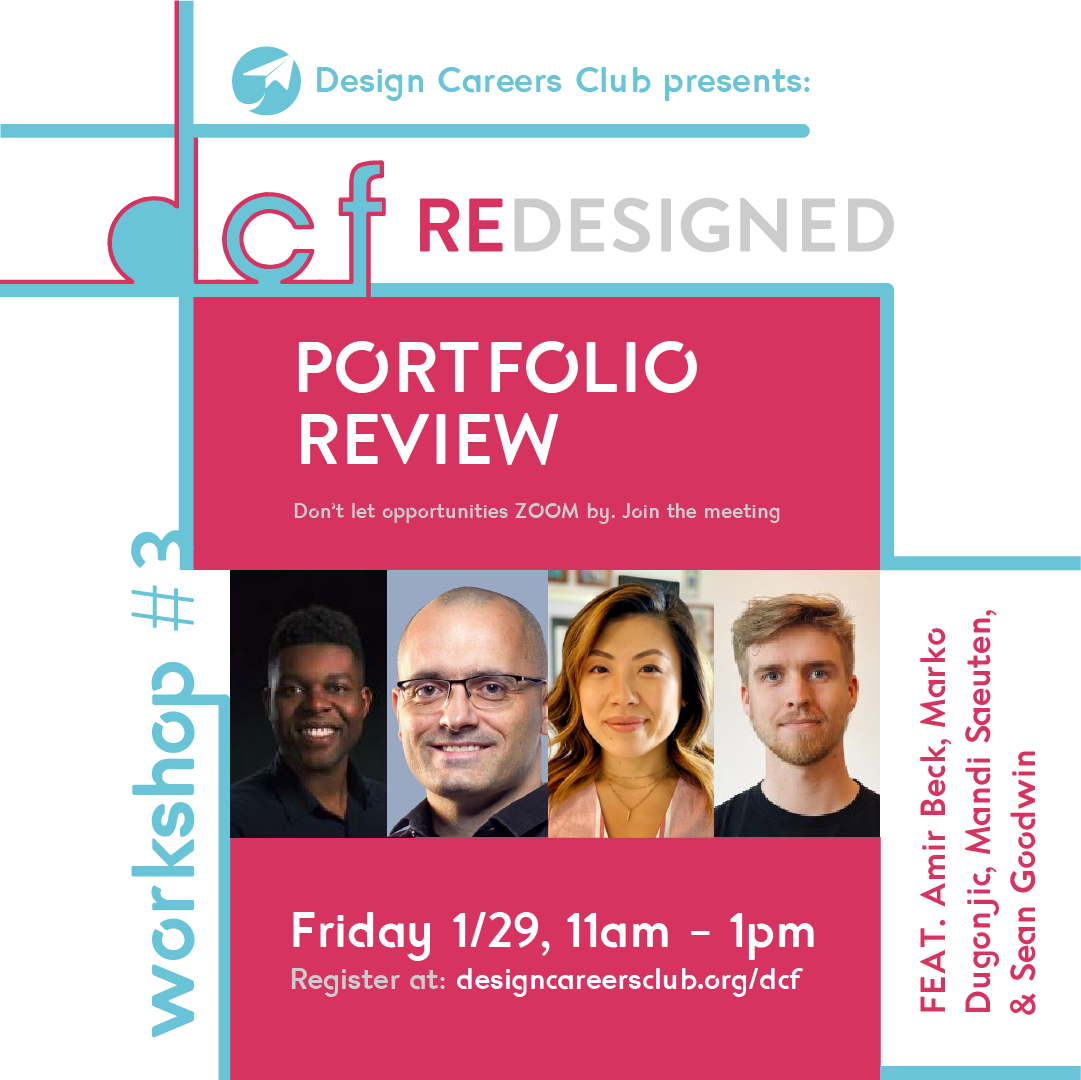 Design Careers Club presents:
dcf REDESIGNED
PORTFOLIO
REVIEW
Don't let opportunities ZOOM by. Join the meeting
workshop #3
FEAT. Amir Beck, Marko
Dugonjic, Mandi Saeuten,
& Sean Goodwin
Friday 1/29, 11am - 1pm
Register at: designcareersclub.org/dcf